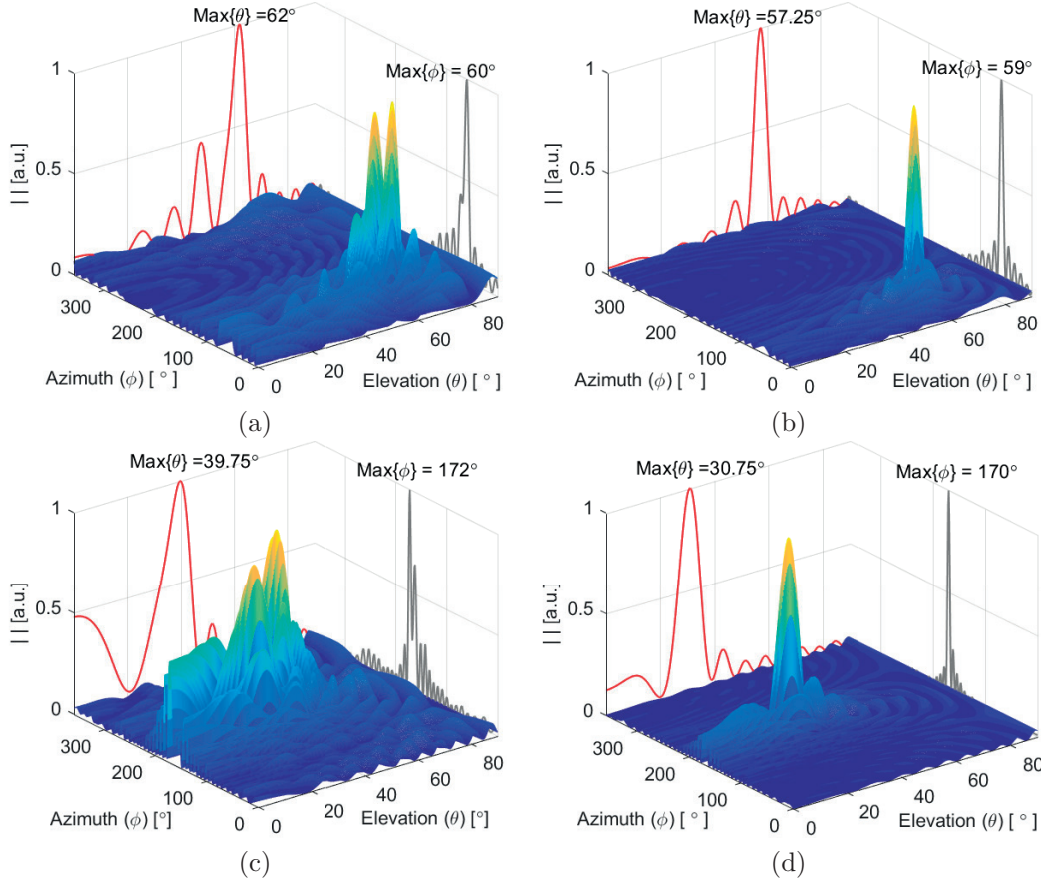 Max{θ} =62°
Max{ϕ} = 60°
1
0.5
0
| | [a.u.]
300
200
100
0
Azimuth (ϕ) [ ° ]
0
20
40
60
80
Elevation (θ) [ ° ]
(a)
Max{θ} =57.25°
Max{ϕ} = 59°
1
0.5
0
| | [a.u.]
300
200
100
0
Azimuth (ϕ) [ ° ]
0
20
40
60
80
Elevation (θ) [ ° ]
(b)
Max{θ} =39.75°
Max{ϕ} = 172°
1
0.5
0
| | [a.u.]
300
200
100
0
Azimuth (ϕ) [°]
0
20
40
60
80
Elevation (θ) [°]
(c)
Max{θ} =30.75°
Max{ϕ} = 170°
1
0.5
0
| | [a.u.]
300
200
100
0
Azimuth (ϕ) [ ° ]
0
20
40
60
80
Elevation (θ) [ ° ]
(d)